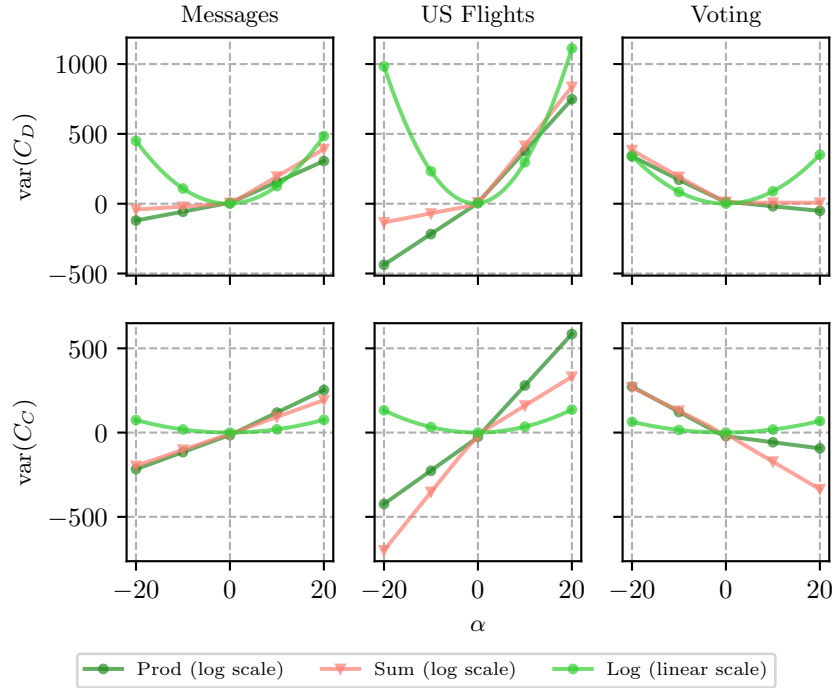 Messages US Flights Voting
1000
500
0
−500
var(C_D)
500
0
−500
var(C_C)
−20 0 20 −20 0 20 −20 0 20
α
Prod (log scale) Sum (log scale) Log (linear scale)